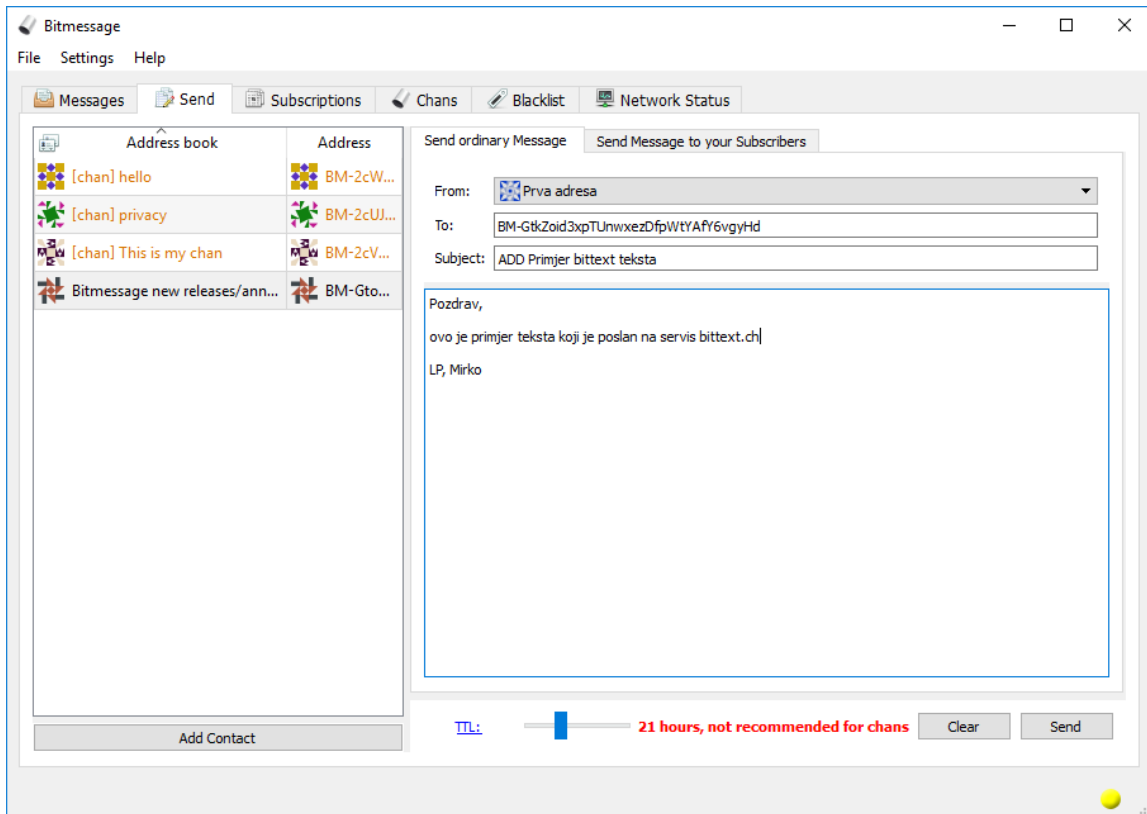 Bitmessage
File Settings Help
Messages Send Subscriptions Chans Blacklist Network Status
Address book Address
[chan] hello BM-2cW...
[chan] privacy BM-2cUJ...
[chan] This is my chan BM-2cV...
Bitmessage new releases/ann... BM-Gto...
Add Contact
Send ordinary Message Send Message to your Subscribers
From: Prva adresa
To: BM-GtkZoid3xpTUnwxezDfpWtYAfY6vgyHd
Subject: ADD Primjer bittext teksta
Pozdrav,
ovo je primjer teksta koji je poslan na servis bittext.ch
LP, Mirko
TTL: 21 hours, not recommended for chans Clear Send